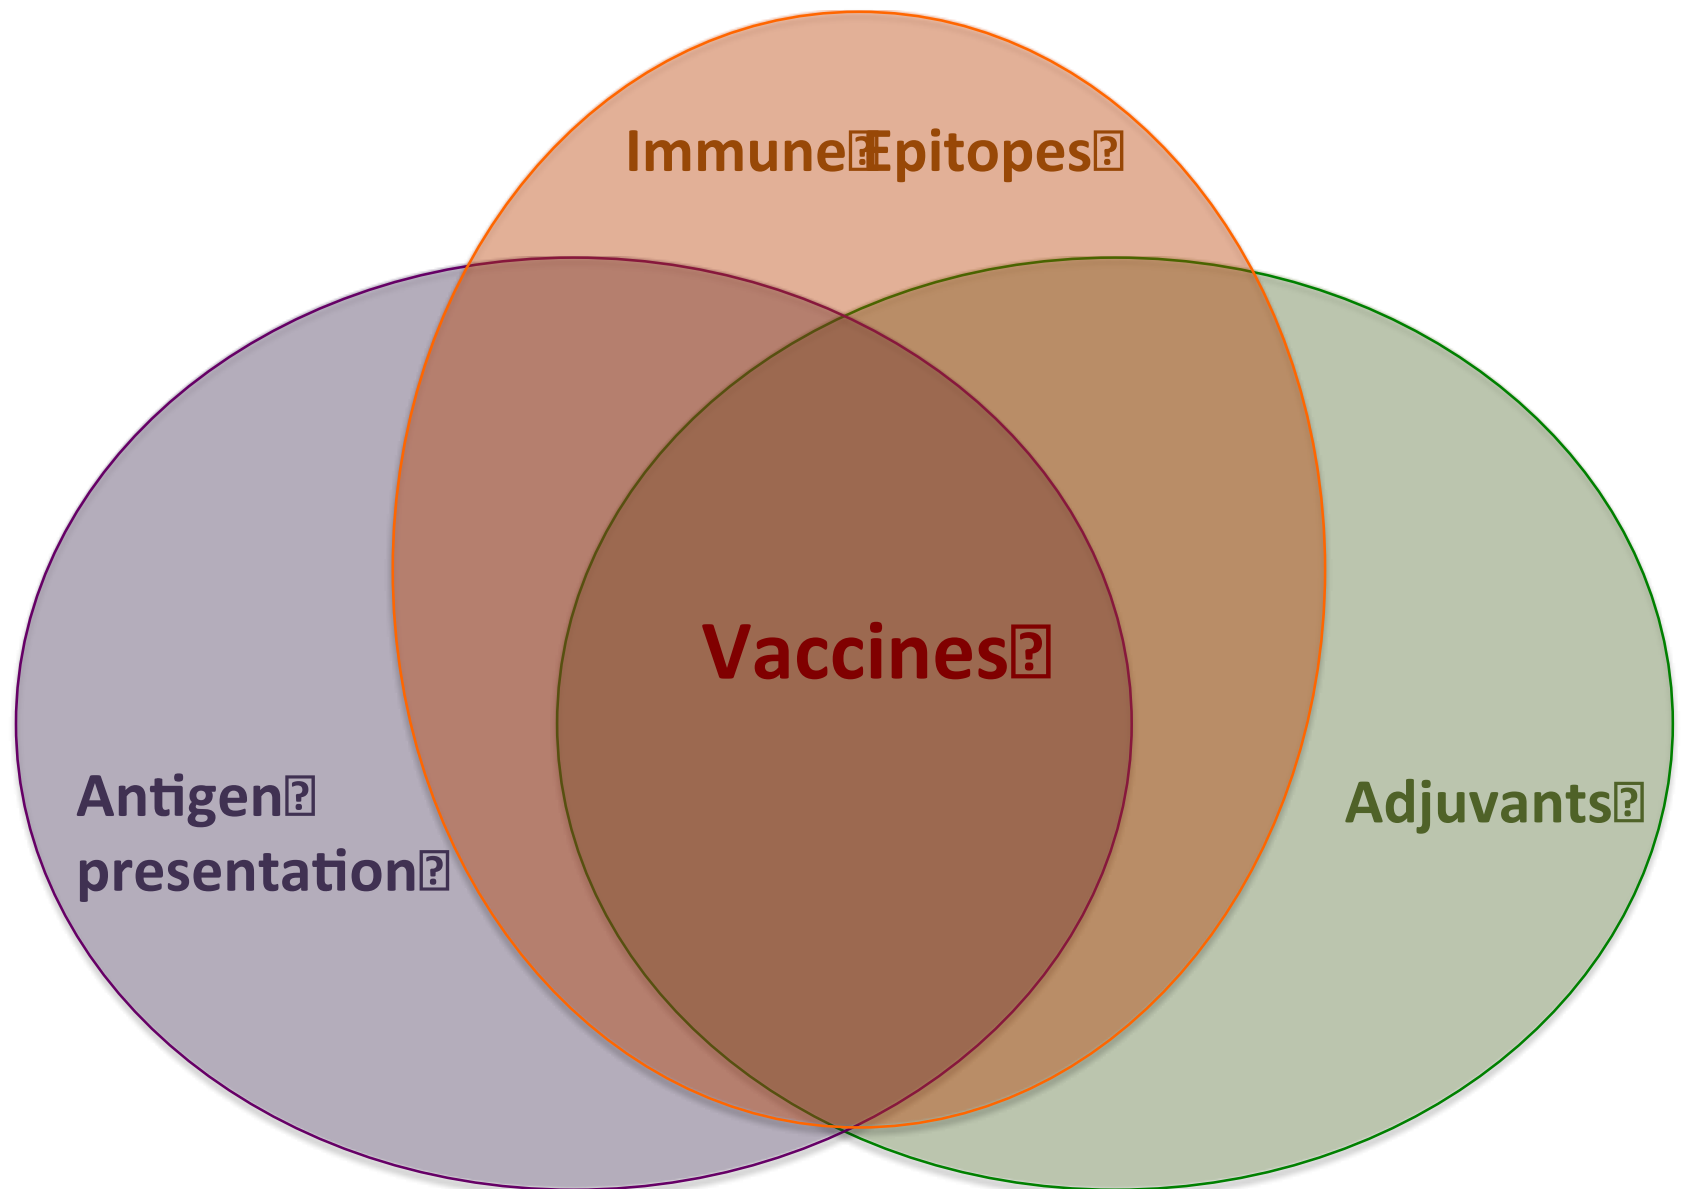 Immune Epitopes
Vaccines
Antigen
presentation
Adjuvants